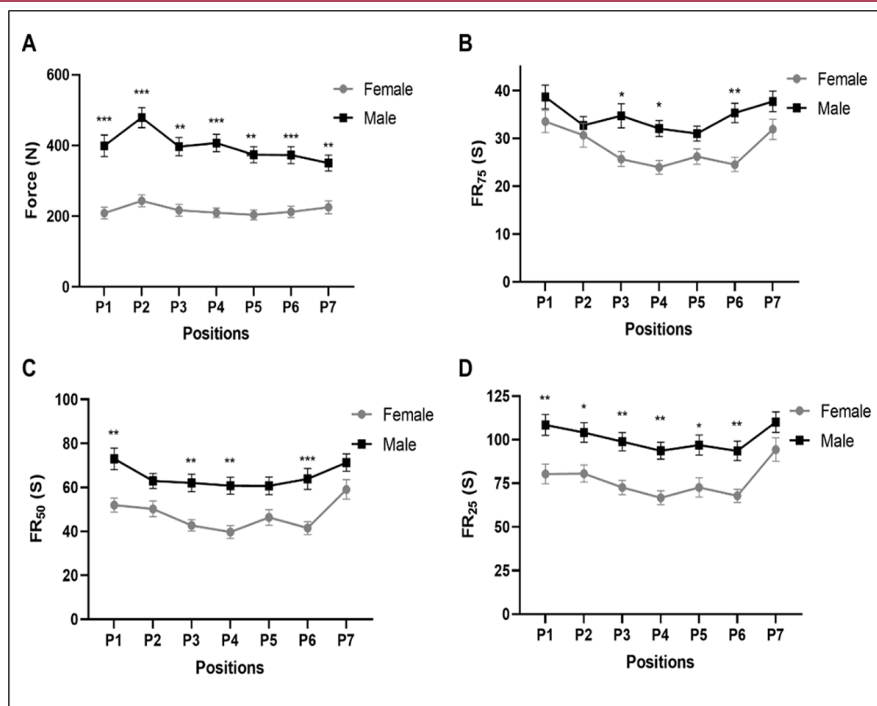 A
Force (N)
600
400
200
0
*** *** ** *** ** *** **
Female
Male
P1 P2 P3 P4 P5 P6 P7
Positions
B
FR75 (S)
40
30
20
10
0
* * **
Female
Male
P1 P2 P3 P4 P5 P6 P7
Positions
C
FR50 (S)
100
80
60
40
20
0
** ** ** ***
Female
Male
P1 P2 P3 P4 P5 P6 P7
Positions
D
FR25 (S)
125
100
75
50
25
0
** * ** ** * **
Female
Male
P1 P2 P3 P4 P5 P6 P7
Positions